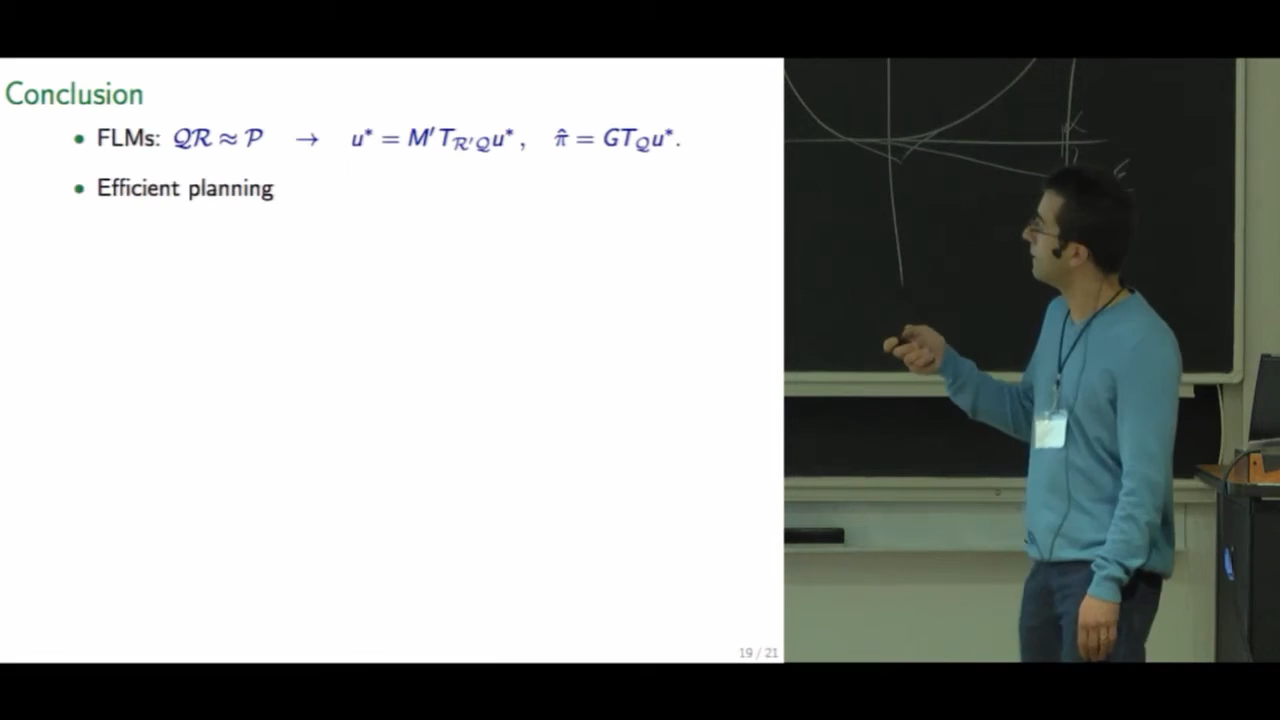 Conclusion
• FLMs: 𝒬ℛ ≈ 𝒫 → u* = M′T_{ℛ′𝒬}u*, π̂ = GT_𝒬u*.
• Efficient planning
19 / 21